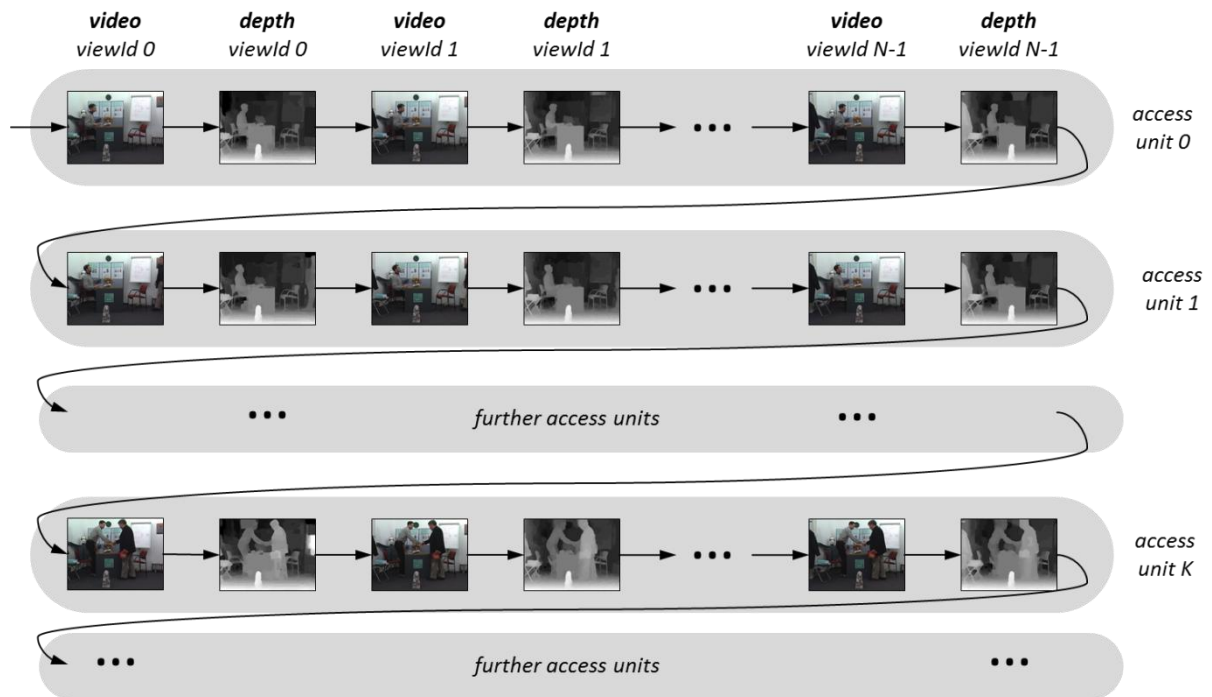 video depth video depth video depth
viewId 0 viewId 0 viewId 1 viewId 1 viewId N-1 viewId N-1
access
unit 0
access
unit 1
further access units
access
unit K
further access units